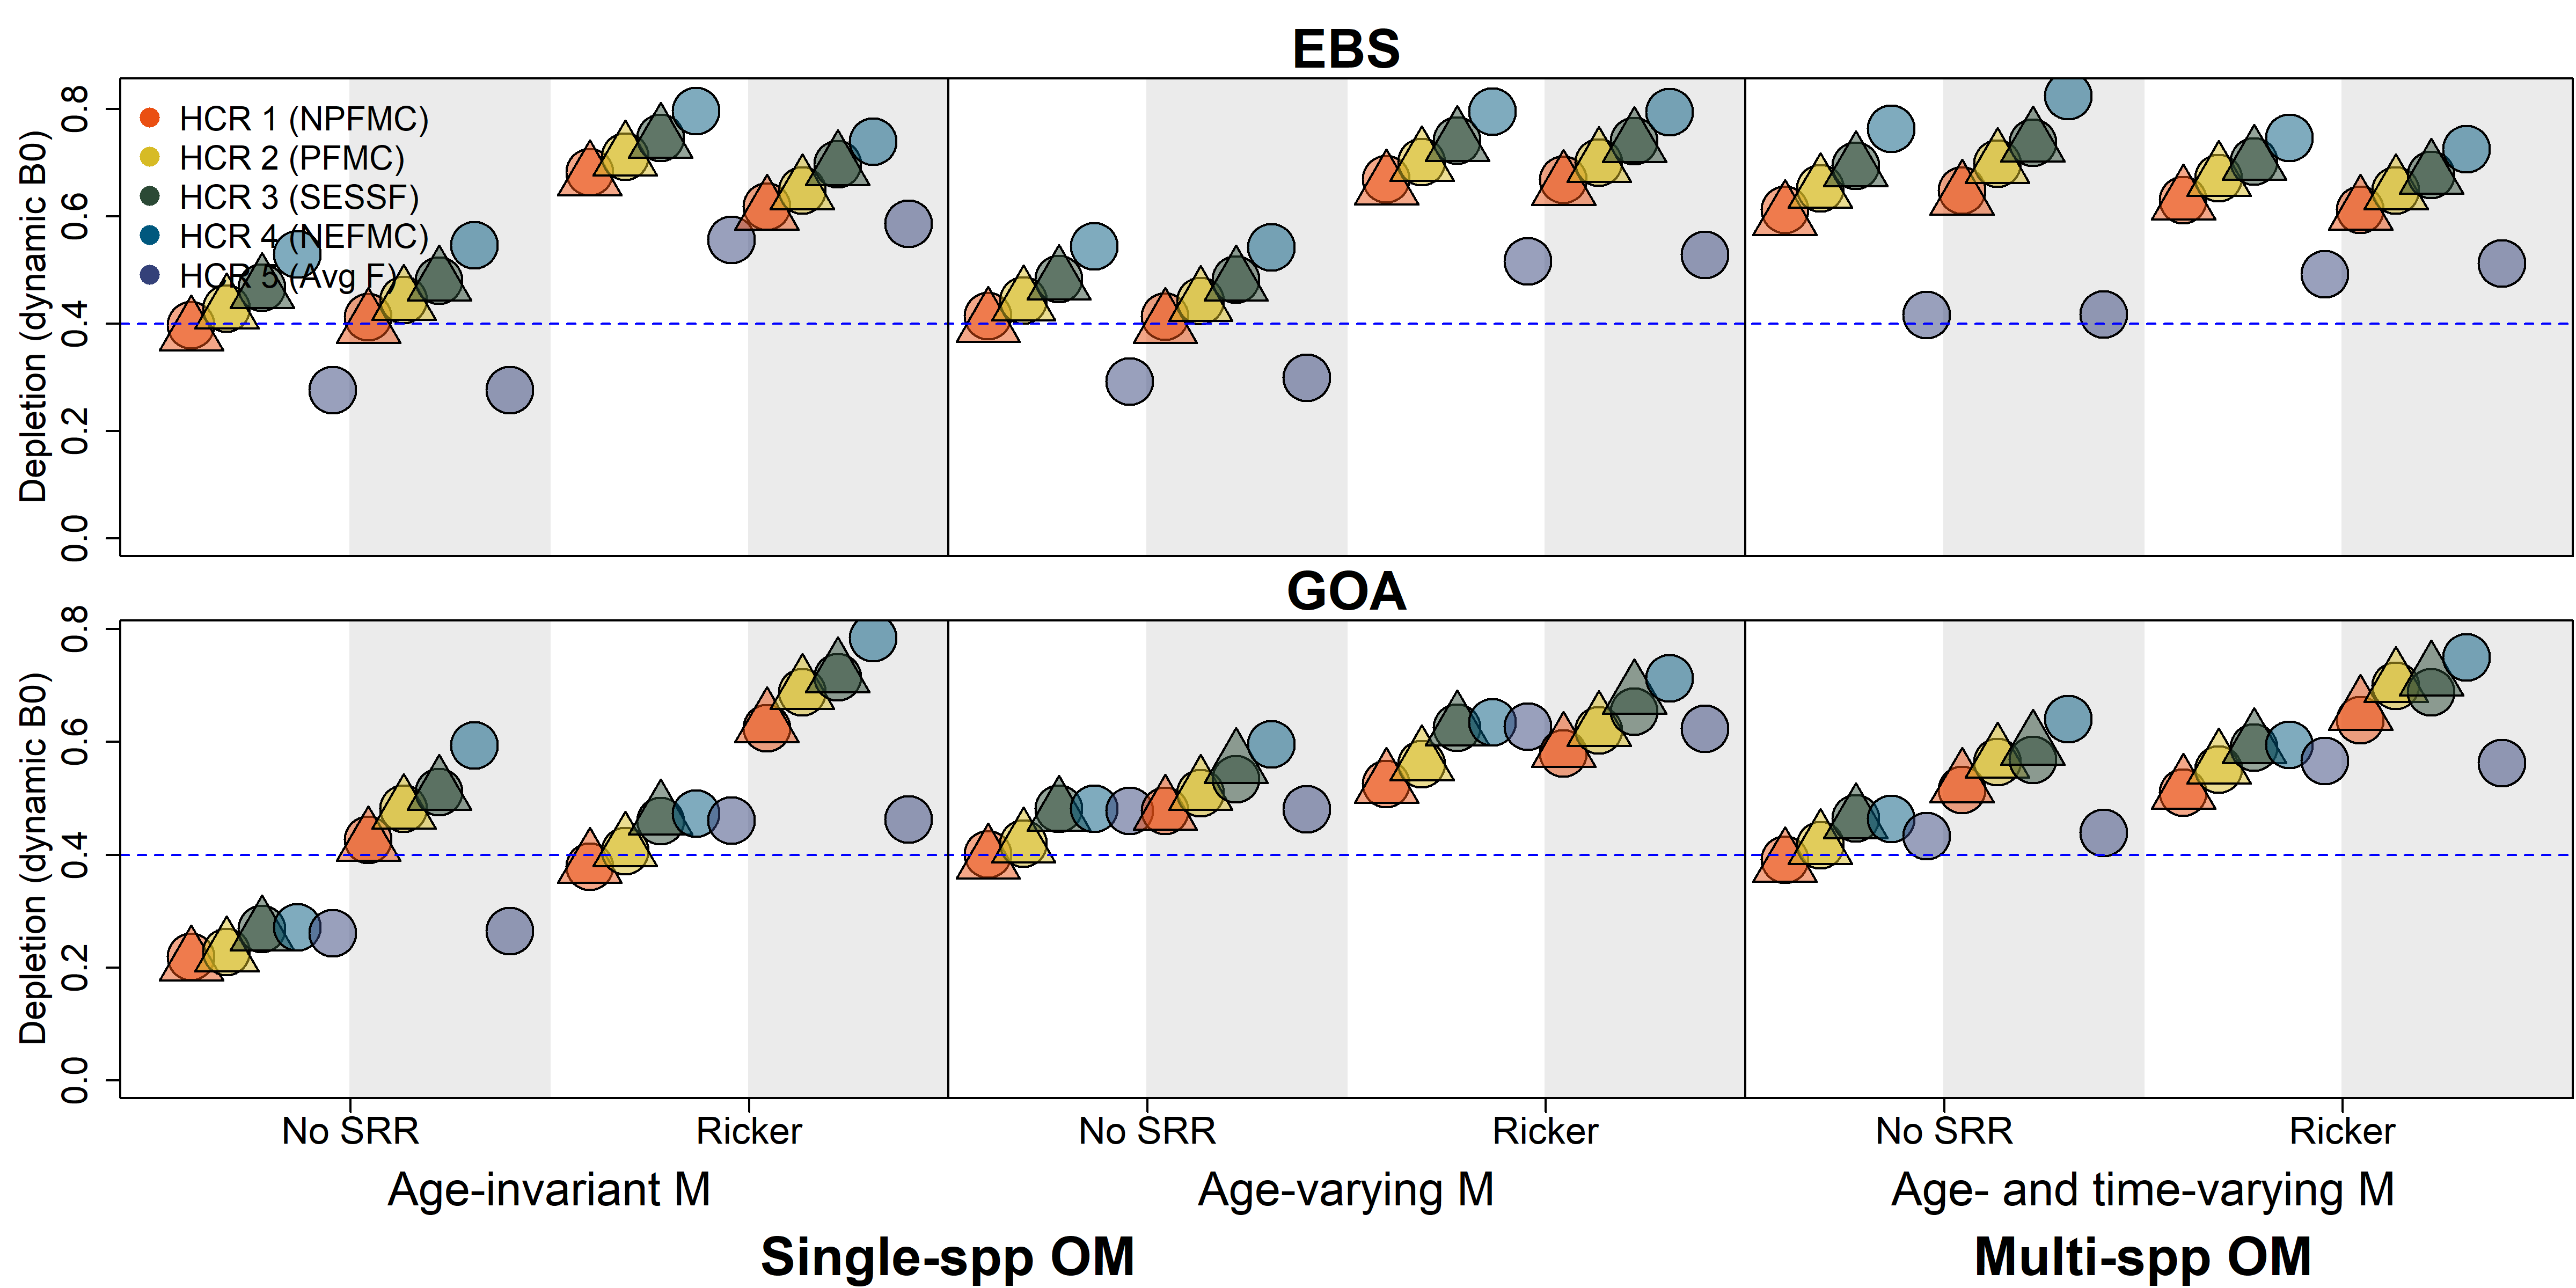 EBS
Depletion (dynamic B0)
0.8
0.6
0.4
0.2
0.0
HCR 1 (NPFMC)
HCR 2 (PFMC)
HCR 3 (SESSF)
HCR 4 (NEFMC)
HCR 5 (Avg F)
GOA
Depletion (dynamic B0)
0.8
0.6
0.4
0.2
0.0
No SRR Ricker No SRR Ricker No SRR Ricker
Age-invariant M Age-varying M Age- and time-varying M
Single-spp OM Multi-spp OM